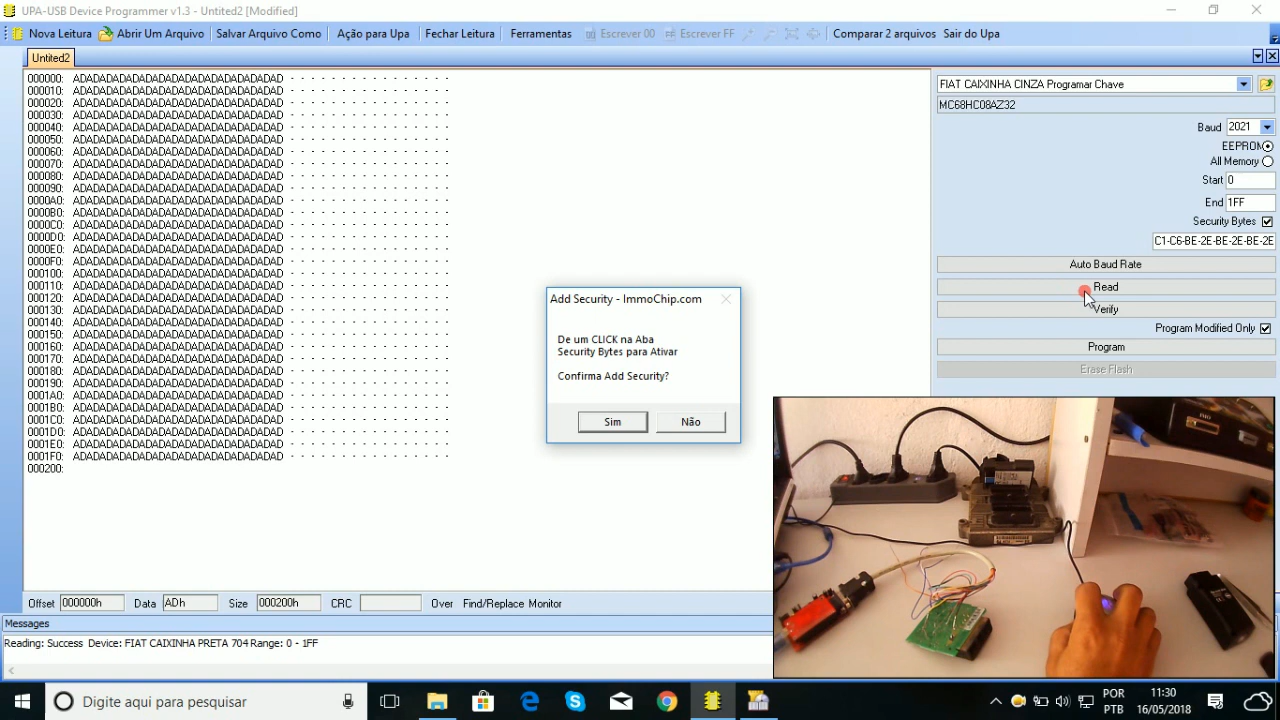 UPA-USB Device Programmer v1.3 - Untited2 [Modified]
Nova Leitura Abrir Um Arquivo Salvar Arquivo Como Ação para Upa Fechar Leitura Ferramentas Escrever 00 Escrever FF Comparar 2 arquivos Sair do Upa
Untited2
000000: ADADADADADADADADADADADADADADADAD - - - - - - - - - - - - - - - -
000010: ADADADADADADADADADADADADADADADAD - - - - - - - - - - - - - - - -
000020: ADADADADADADADADADADADADADADADAD - - - - - - - - - - - - - - - -
000030: ADADADADADADADADADADADADADADADAD - - - - - - - - - - - - - - - -
000040: ADADADADADADADADADADADADADADADAD - - - - - - - - - - - - - - - -
000050: ADADADADADADADADADADADADADADADAD - - - - - - - - - - - - - - - -
000060: ADADADADADADADADADADADADADADADAD - - - - - - - - - - - - - - - -
000070: ADADADADADADADADADADADADADADADAD - - - - - - - - - - - - - - - -
000080: ADADADADADADADADADADADADADADADAD - - - - - - - - - - - - - - - -
000090: ADADADADADADADADADADADADADADADAD - - - - - - - - - - - - - - - -
0000A0: ADADADADADADADADADADADADADADADAD - - - - - - - - - - - - - - - -
0000B0: ADADADADADADADADADADADADADADADAD - - - - - - - - - - - - - - - -
0000C0: ADADADADADADADADADADADADADADADAD - - - - - - - - - - - - - - - -
0000D0: ADADADADADADADADADADADADADADADAD - - - - - - - - - - - - - - - -
0000E0: ADADADADADADADADADADADADADADADAD - - - - - - - - - - - - - - - -
0000F0: ADADADADADADADADADADADADADADADAD - - - - - - - - - - - - - - - -
000100: ADADADADADADADADADADADADADADADAD - - - - - - - - - - - - - - - -
000110: ADADADADADADADADADADADADADADADAD - - - - - - - - - - - - - - - -
000120: ADADADADADADADADADADADADADADADAD - - - - - - - - - - - - - - - -
000130: ADADADADADADADADADADADADADADADAD - - - - - - - - - - - - - - - -
000140: ADADADADADADADADADADADADADADADAD - - - - - - - - - - - - - - - -
000150: ADADADADADADADADADADADADADADADAD - - - - - - - - - - - - - - - -
000160: ADADADADADADADADADADADADADADADAD - - - - - - - - - - - - - - - -
000170: ADADADADADADADADADADADADADADADAD - - - - - - - - - - - - - - - -
000180: ADADADADADADADADADADADADADADADAD - - - - - - - - - - - - - - - -
000190: ADADADADADADADADADADADADADADADAD - - - - - - - - - - - - - - - -
0001A0: ADADADADADADADADADADADADADADADAD - - - - - - - - - - - - - - - -
0001B0: ADADADADADADADADADADADADADADADAD - - - - - - - - - - - - - - - -
0001C0: ADADADADADADADADADADADADADADADAD - - - - - - - - - - - - - - - -
0001D0: ADADADADADADADADADADADADADADADAD - - - - - - - - - - - - - - - -
0001E0: ADADADADADADADADADADADADADADADAD - - - - - - - - - - - - - - - -
0001F0: ADADADADADADADADADADADADADADADAD - - - - - - - - - - - - - - - -
000200:
Add Security - ImmoChip.com
De um CLICK na Aba
Security Bytes para Ativar
Confirma Add Security?
Sim Não
FIAT CAIXINHA CINZA Programar Chave
MC68HC08AZ32
Baud 2021
EEPROM
All Memory
Start 0
End 1FF
Security Bytes
C1-C6-BE-2E-BE-2E-BE-2E
Auto Baud Rate
Read
Verify
Program Modified Only
Program
Erase Flash
Offset 000000h Data ADh Size 000200h CRC Over Find/Replace Monitor
Messages
Reading: Success Device: FIAT CAIXINHA PRETA 704 Range: 0 - 1FF
Digite aqui para pesquisar
POR
PTB
11:30
16/05/2018